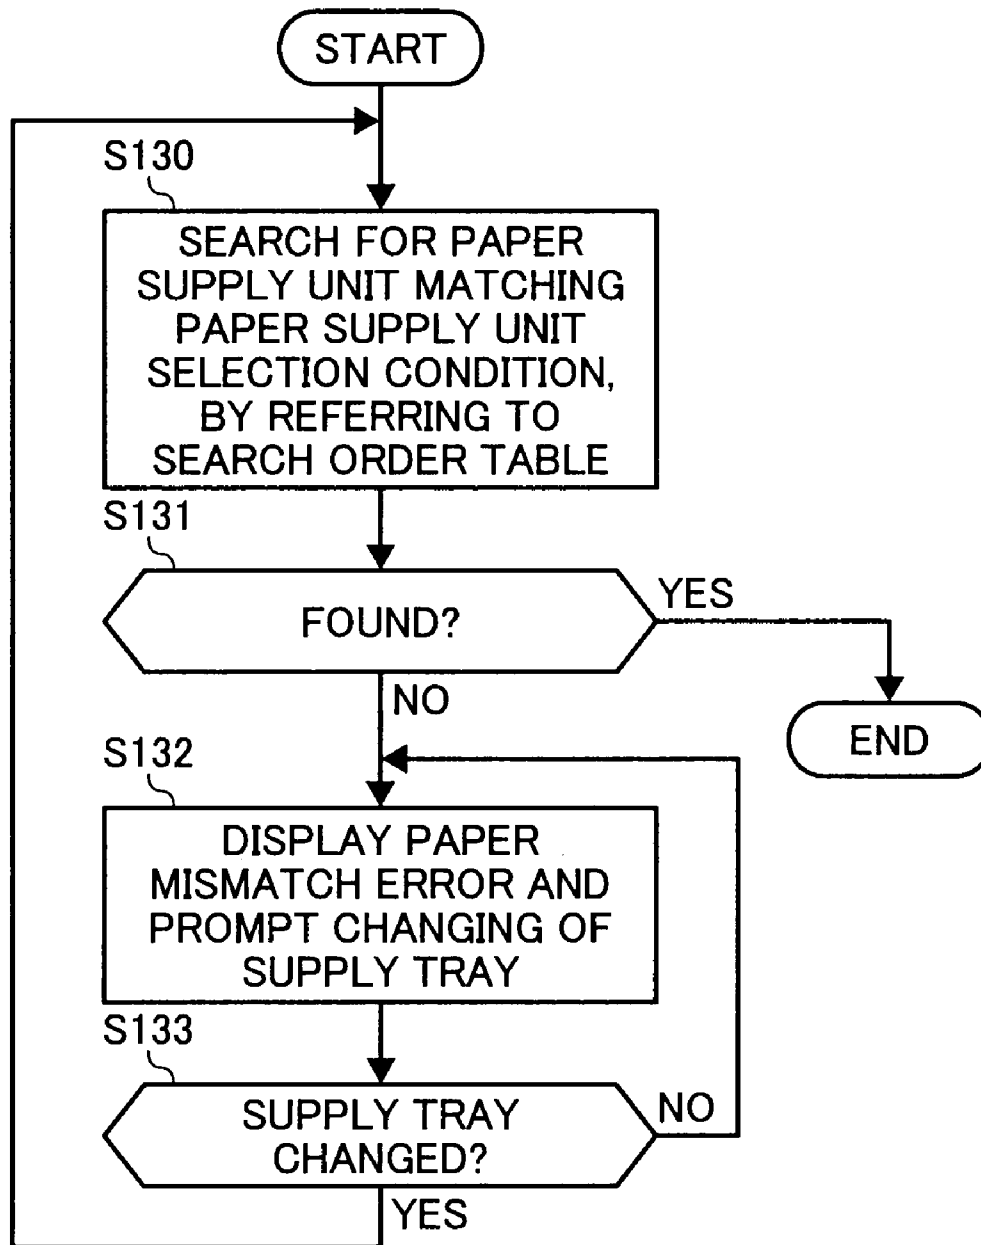 START
S130
SEARCH FOR PAPER
SUPPLY UNIT MATCHING
PAPER SUPPLY UNIT
SELECTION CONDITION,
BY REFERRING TO
SEARCH ORDER TABLE
S131
FOUND?
YES
NO
END
S132
DISPLAY PAPER
MISMATCH ERROR AND
PROMPT CHANGING OF
SUPPLY TRAY
S133
SUPPLY TRAY
CHANGED?
NO
YES